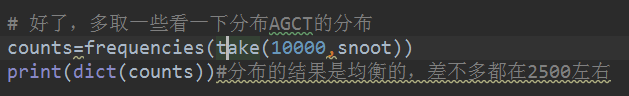 # 好了，多取一些看一下分布AGCT的分布
counts=frequencies(take(10000,snoot))
print(dict(counts))#分布的结果是均衡的，差不多都在2500左右